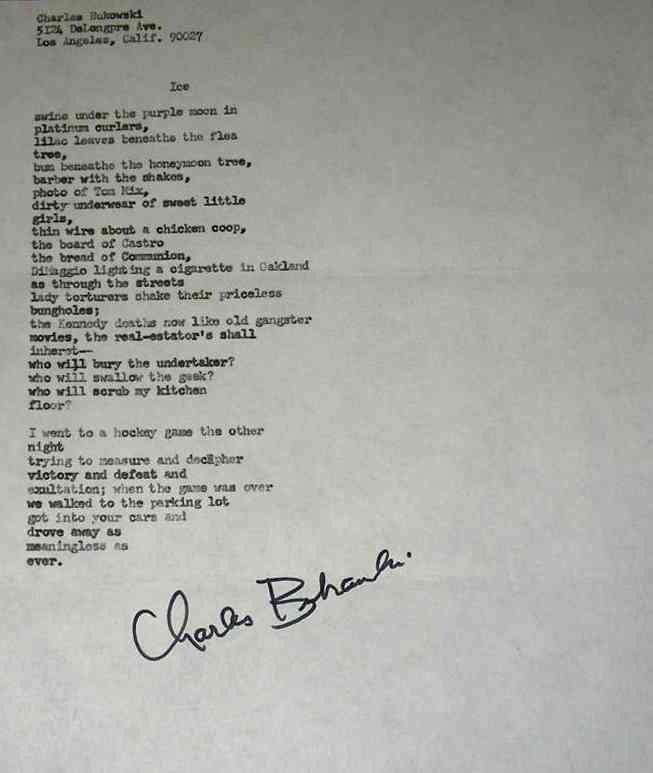 Charles Bukowski
5124 DeLongpre Ave.
Los Angeles, Calif. 90027
Ice
swine under the purple moon in
platinum curlers,
lilac leaves beneath the flea
tree,
bum beneath the honeymoon tree,
barber with the shakes,
photo of Tom Mix,
dirty underwear of sweet little
girls,
thin wire about a chicken coop,
the beard of Castro
the bread of Communion,
DiMaggio lighting a cigarette in Oakland
as through the streets
lady torturers shake their priceless
bungholes;
the Kennedy deaths now like old gangster
movies, the real-estator's shall
inherst—
who will bury the undertaker?
who will swallow the geek?
who will scrub my kitchen
floor?
I went to a hockey game the other
night
trying to measure and decipher
victory and defeat and
exultation; when the game was over
we walked to the parking lot
got into your cars and
drove away as
meaningless as
ever.
Charles Bukowski